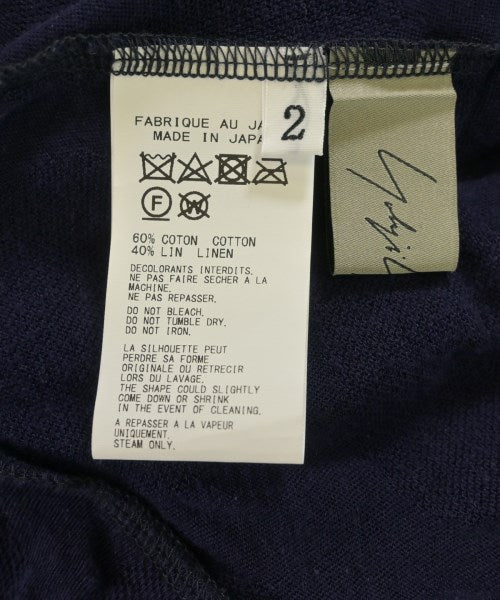 FABRIQUE AU
MADE IN
2
F
W
60% COTON COTTON
40% LIN LINEN
DECOLORANTS INTERDITS.
NE PAS FAIRE SECHER A LA
MACHINE.
NE PAS REPASSER.
DO NOT BLEACH.
DO NOT TUMBLE DRY.
DO NOT IRON.
LA SILHOUETTE PEUT
PERDRE SA FORME
ORIGINALE OU RETRECIR
LORS DU LAVAGE.
THE SHAPE COULD SLIGHTLY
COME DOWN OR SHRINK
IN THE EVENT OF CLEANING.
A REPASSER A LA VAPEUR
UNIQUEMENT.
STEAM ONLY.